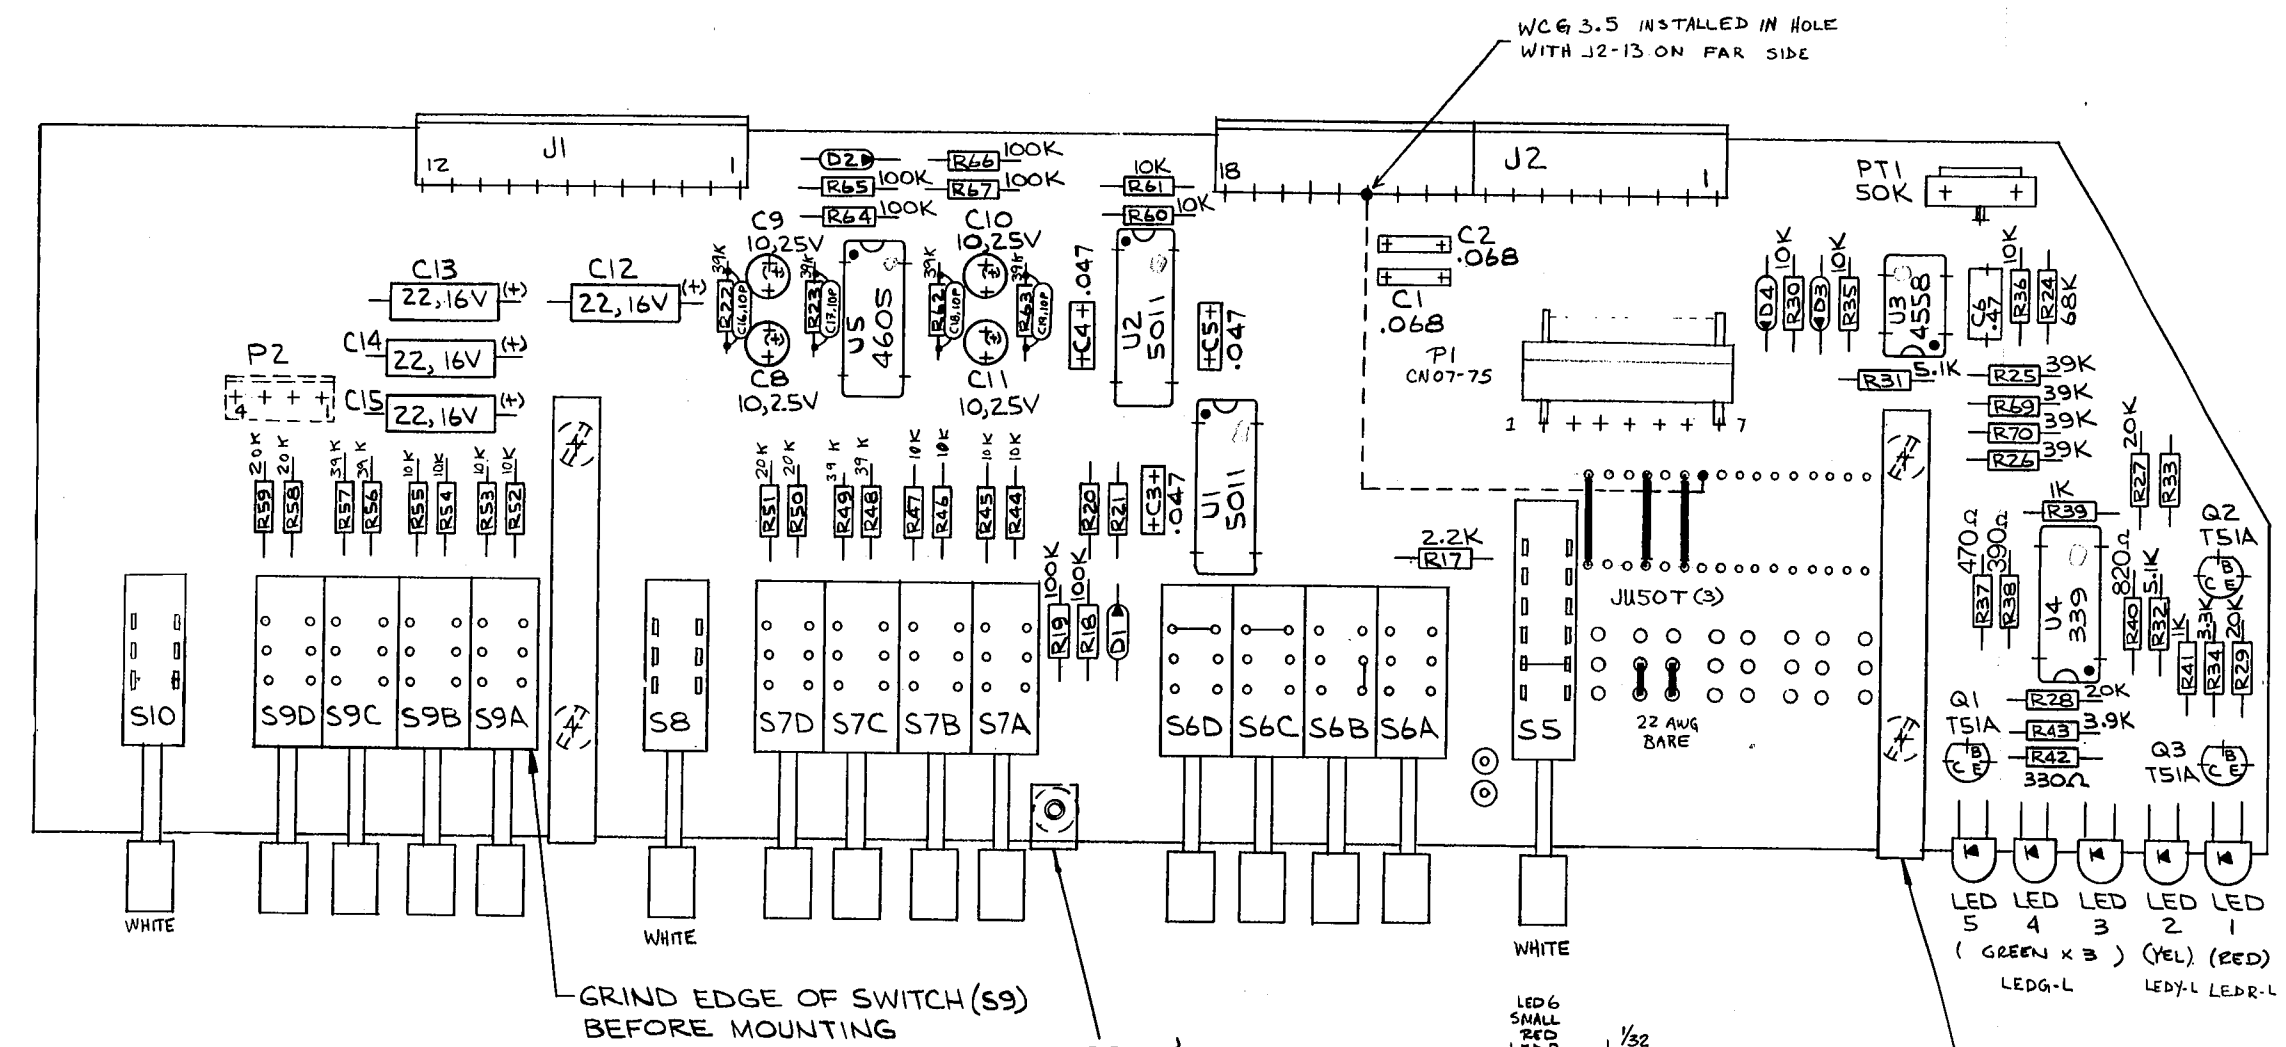 WCG 3.5 INSTALLED IN HOLE
WITH J2-13 ON FAR SIDE
J1
12
1
J2
18
1
D2
R66
100K
R65
100K
R67
100K
R64
100K
10K
R61
R60
10K
PT1
50K
C9
10,25V
C10
10,25V
C2
.068
C1
.068
C13
22,16V
(+)
C12
22,16V
(+)
C14
22,16V
(+)
C15
22,16V
(+)
P2
4
39K
R22
C16,10P
39K
R23
C17,10P
U5
4605
39K
R62
C18,10P
39K
R63
C19,10P
C8
10,25V
C11
10,25V
C4
.047
U2
5011
C5
.047
P1
CN07-75
1
7
D4
10K
R30
D3
10K
R35
U3
4558
C6
.47
10K
R36
R24
68K
R31
5.1K
R25
39K
R69
39K
R70
39K
R26
39K
20K
R27
R33
20K
R59
20K
R58
39K
R57
39K
R56
10K
R55
10K
R54
10K
R53
10K
R52
20K
R51
20K
R50
39K
R49
39K
R48
10K
R47
10K
R46
10K
R45
10K
R44
R20
R21
C3
.047
U1
5011
100K
R19
100K
R18
D1
2.2K
R17
JU50T (3)
22 AWG
BARE
1K
R39
U4
339
470Ω
R37
390Ω
R38
820Ω
R40
5.1K
R32
Q2
T51A
C
B
E
1K
R41
3.3K
R34
20K
R29
R28
20K
R43
3.9K
R42
330Ω
Q1
T51A
C
B
E
Q3
T51A
C
B
E
S10
S9D
S9C
S9B
S9A
S8
S7D
S7C
S7B
S7A
S6D
S6C
S6B
S6A
S5
WHITE
WHITE
WHITE
LED
5
LED
4
LED
3
LED
2
LED
1
( GREEN x 3 )
(YEL)
(RED)
LEDG-L
LEDY-L
LEDR-L
GRIND EDGE OF SWITCH (S9)
BEFORE MOUNTING
LED6
SMALL
RED
1/32